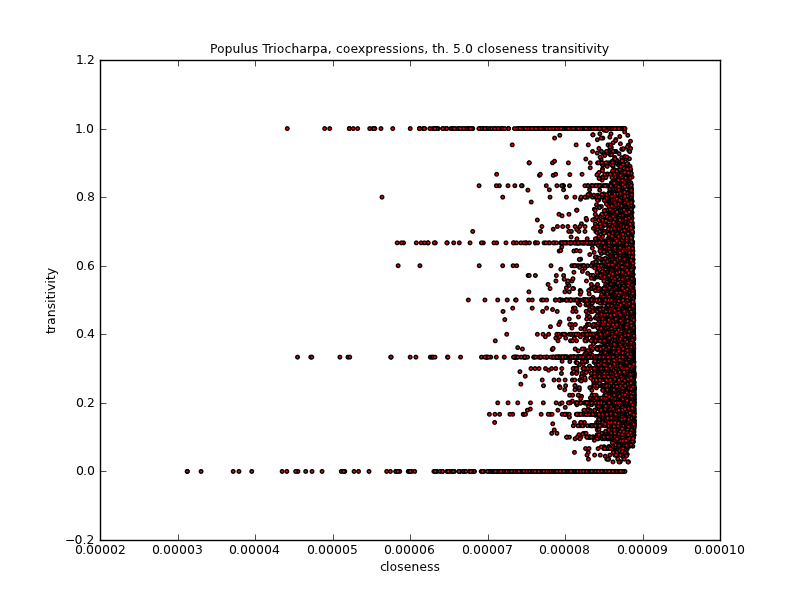 Populus Triocharpa, coexpressions, th. 5.0 closeness transitivity
1.2
1.0
0.8
0.6
0.4
0.2
0.0
−0.2
transitivity
0.00002 0.00003 0.00004 0.00005 0.00006 0.00007 0.00008 0.00009 0.00010
closeness